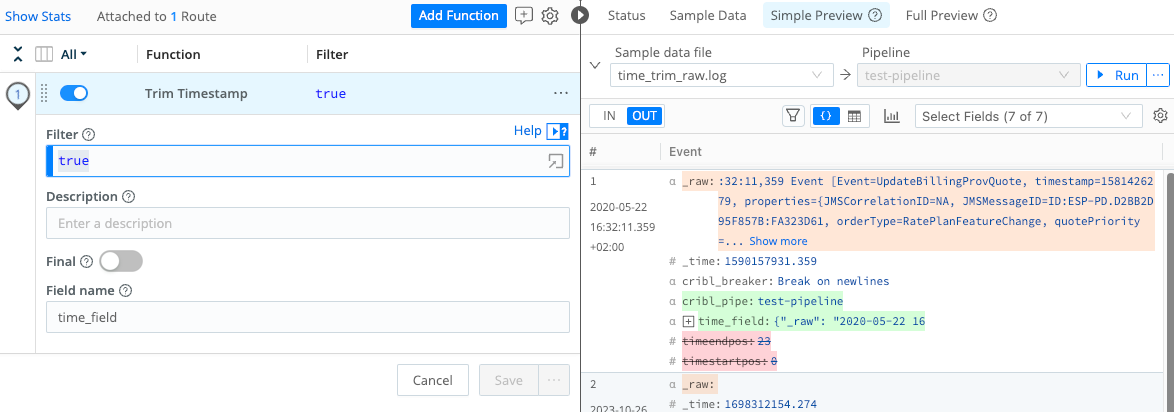 Show Stats Attached to 1 Route Add Function
All Function Filter
1 Trim Timestamp true ...
Filter Help
true
Description
Enter a description
Final
Field name
time_field
Cancel Save ...
Status Sample Data Simple Preview Full Preview
Sample data file Pipeline
time_trim_raw.log test-pipeline Run ...
IN OUT {} Select Fields (7 of 7)
# Event
1
2020-05-22
16:32:11.359
+02:00
α _raw: :32:11,359 Event [Event=UpdateBillingProvQuote, timestamp=15814262
79, properties={JMSCorrelationID=NA, JMSMessageID=ID:ESP-PD.D2BB2D
95F857B:FA323D61, orderType=RatePlanFeatureChange, quotePriority
=... Show more
# _time: 1590157931.359
α cribl_breaker: Break on newlines
α cribl_pipe: test-pipeline
α + time_field: {"_raw": "2020-05-22 16
# timeendpos: 23
# timestartpos: 0
2
2023-10-26
α _raw:
# _time: 1698312154.274